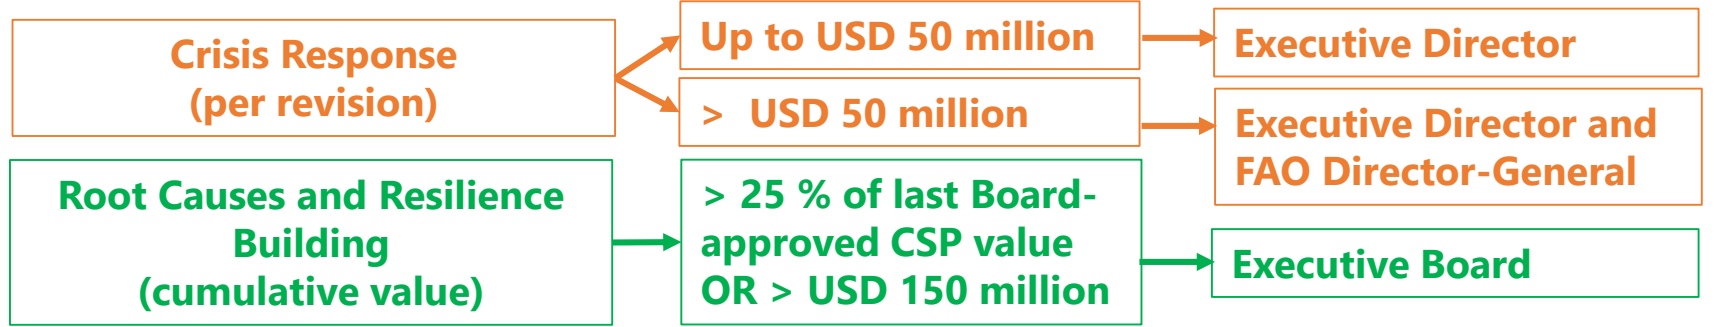 Crisis Response
(per revision)
Up to USD 50 million
Executive Director
> USD 50 million
Executive Director and
FAO Director-General
Root Causes and Resilience
Building
(cumulative value)
> 25 % of last Board-
approved CSP value
OR > USD 150 million
Executive Board